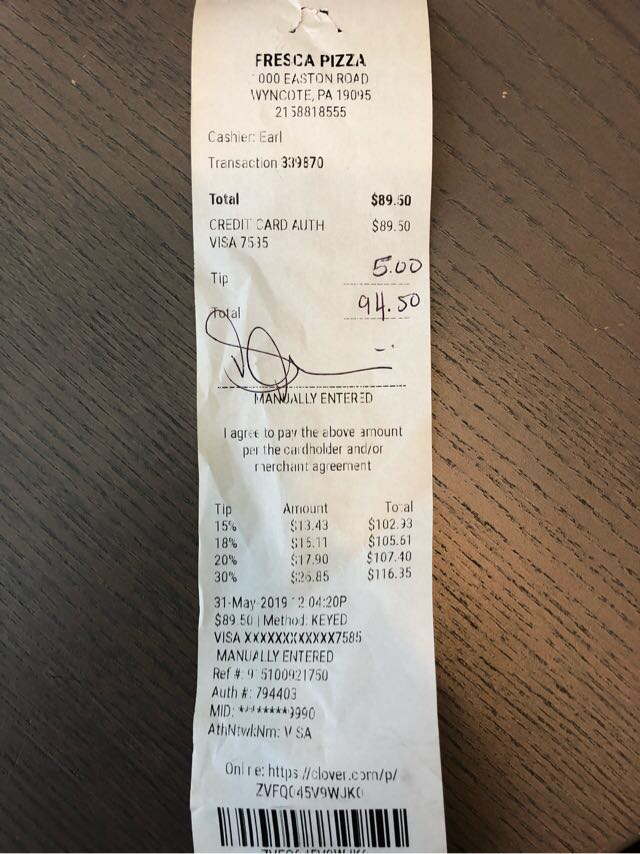 FRESCA PIZZA
000 EASTON ROAD
WYNCOTE, PA 19095
2158818555
Cashier: Earl
Transaction 339870
Total $89.50
CREDIT CARD AUTH $89.50
VISA 7585
Tip 5.00
Total 94.50
MANUALLY ENTERED
I agree to pay the above amount
per the cardholder and/or
merchant agreement
Tip Amount Total
15% $13.43 $102.93
18% $16.11 $105.61
20% $17.90 $107.40
30% $26.85 $116.35
31-May-2019 12:04:20P
$89.50 | Method: KEYED
VISA XXXXXXXXXXXX7585
MANUALLY ENTERED
Ref #: 915100921750
Auth #: 794403
MID: ********9990
AthNtwkNm: VISA
Online: https://clover.com/p/
ZVFQ045V9WJK0